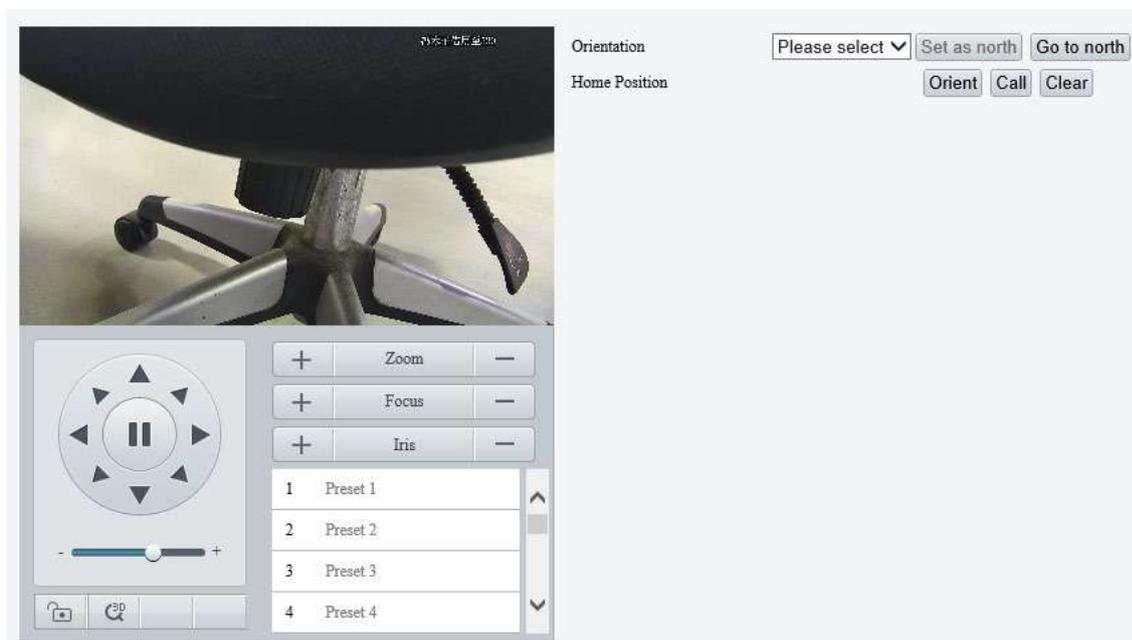 Orientation
Please select
Set as north
Go to north
Home Position
Orient
Call
Clear
+ Zoom —
+ Focus —
+ Iris —
1 Preset 1
2 Preset 2
3 Preset 3
4 Preset 4
- +
3D